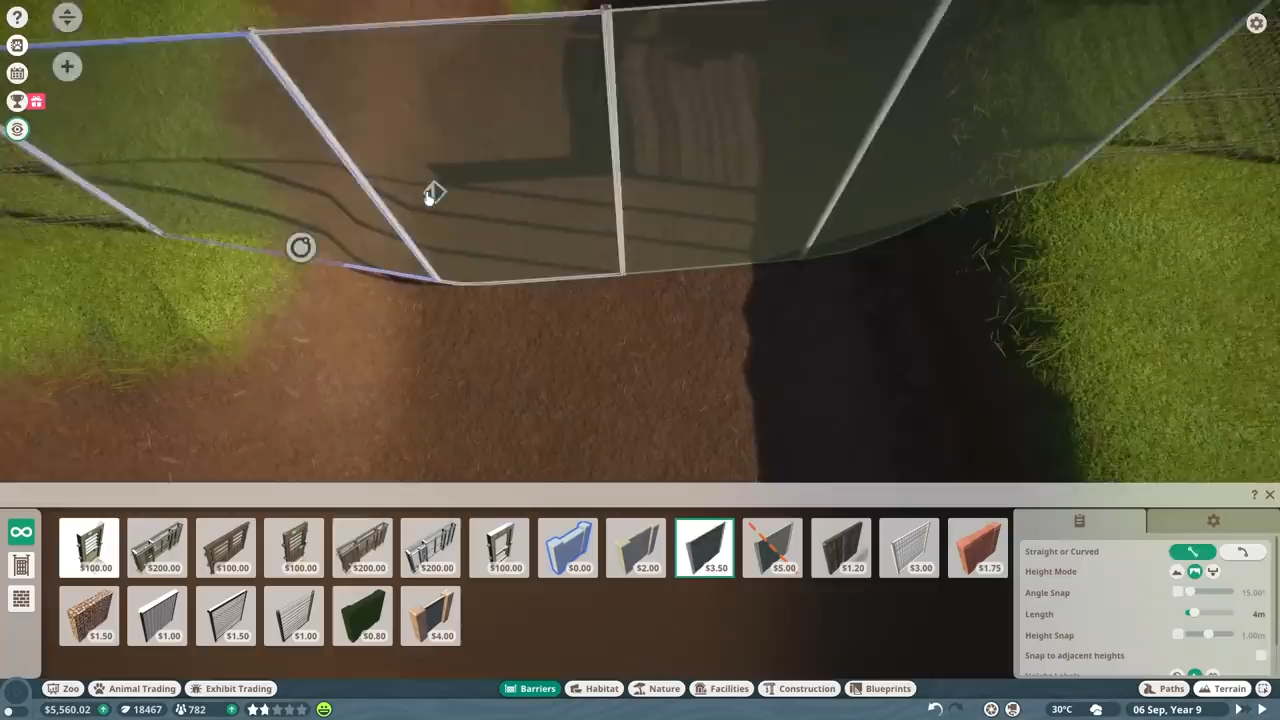 ?
? ×
$100.00 $200.00 $100.00 $100.00 $200.00 $200.00 $100.00 $0.00 $2.00 $3.50 $5.00 $1.20 $3.00 $1.75
$1.50 $1.00 $1.50 $1.00 $0.80 $4.00
Straight or Curved
Height Mode
Angle Snap 15.00°
Length 4m
Height Snap 1.00m
Snap to adjacent heights
Zoo Animal Trading Exhibit Trading Barriers Habitat Nature Facilities Construction Blueprints Paths Terrain
$5,560.02 18467 782 30°C 06 Sep, Year 9